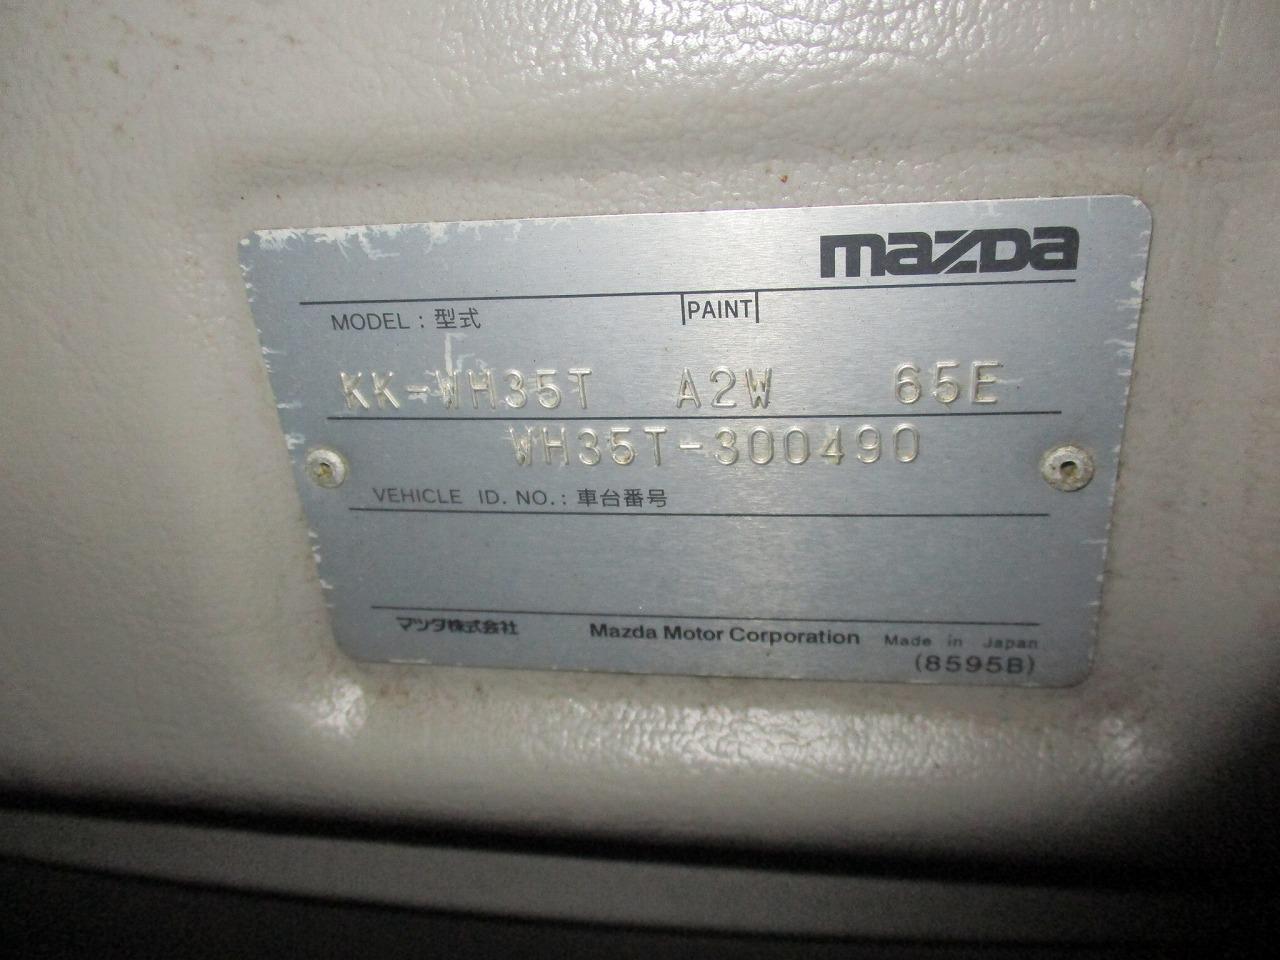 mazda
MODEL : 型式 PAINT
KK-WH35T A2W 65E
WH35T-300490
VEHICLE ID. NO. : 車台番号
マツダ株式会社 Mazda Motor Corporation Made in Japan
(8595B)